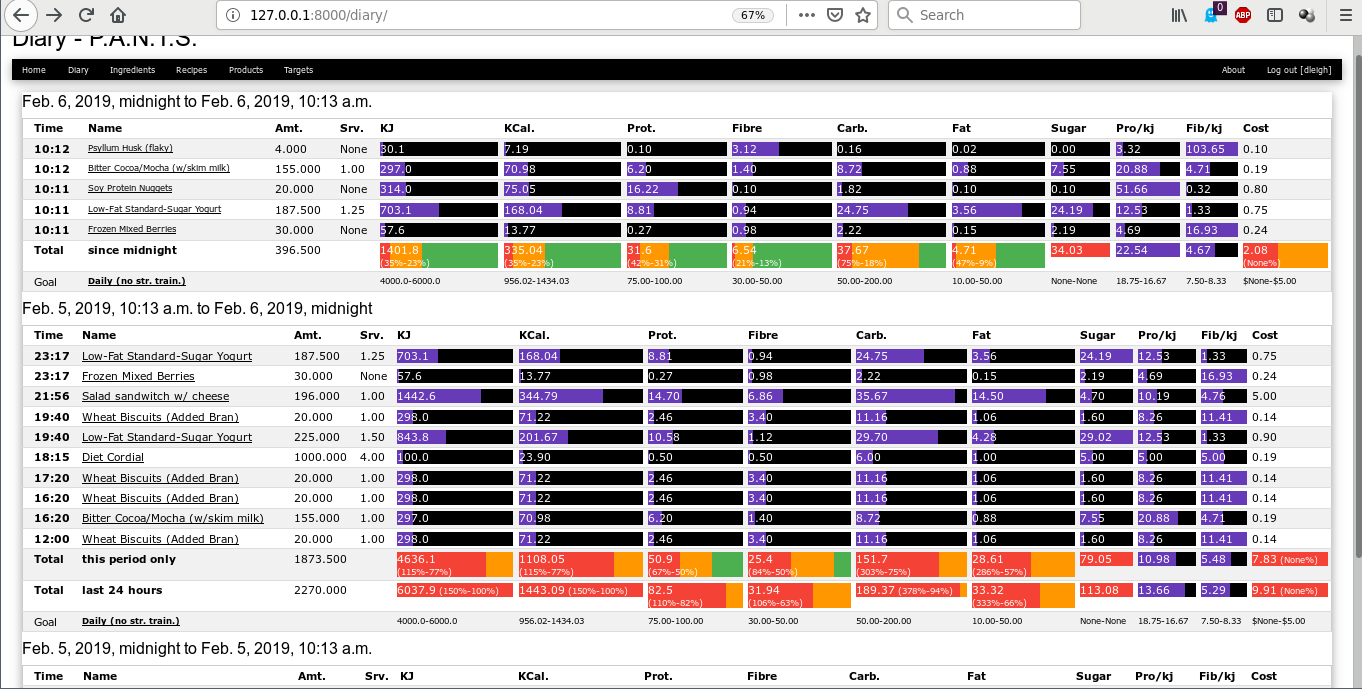 127.0.0.1:8000/diary/ 67% Search 0 ABP
Diary - P.A.N.T.S.
Home Diary Ingredients Recipes Products Targets About Log out [dleigh]
Feb. 6, 2019, midnight to Feb. 6, 2019, 10:13 a.m.
Time Name Amt. Srv. KJ KCal. Prot. Fibre Carb. Fat Sugar Pro/kj Fib/kj Cost
10:12 Psyllum Husk (flaky) 4.000 None 30.1 7.19 0.10 3.12 0.16 0.02 0.00 3.32 103.65 0.10
10:12 Bitter Cocoa/Mocha (w/skim milk) 155.000 1.00 297.0 70.98 6.20 1.40 8.72 0.88 7.55 20.88 4.71 0.19
10:11 Soy Protein Nuggets 20.000 None 314.0 75.05 16.22 0.10 1.82 0.10 0.10 51.66 0.32 0.80
10:11 Low-Fat Standard-Sugar Yogurt 187.500 1.25 703.1 168.04 8.81 0.94 24.75 3.56 24.19 12.53 1.33 0.75
10:11 Frozen Mixed Berries 30.000 None 57.6 13.77 0.27 0.98 2.22 0.15 2.19 4.69 16.93 0.24
Total since midnight 396.500 1401.8 335.04 31.6 6.54 37.67 4.71 34.03 22.54 4.67 2.08
(35%-23%) (35%-23%) (42%-31%) (21%-13%) (75%-18%) (47%-9%) (None%)
Goal Daily (no str. train.) 4000.0-6000.0 956.02-1434.03 75.00-100.00 30.00-50.00 50.00-200.00 10.00-50.00 None-None 18.75-16.67 7.50-8.33 $None-$5.00
Feb. 5, 2019, 10:13 a.m. to Feb. 6, 2019, midnight
Time Name Amt. Srv. KJ KCal. Prot. Fibre Carb. Fat Sugar Pro/kj Fib/kj Cost
23:17 Low-Fat Standard-Sugar Yogurt 187.500 1.25 703.1 168.04 8.81 0.94 24.75 3.56 24.19 12.53 1.33 0.75
23:17 Frozen Mixed Berries 30.000 None 57.6 13.77 0.27 0.98 2.22 0.15 2.19 4.69 16.93 0.24
21:56 Salad sandwitch w/ cheese 196.000 1.00 1442.6 344.79 14.70 6.86 35.67 14.50 4.70 10.19 4.76 5.00
19:40 Wheat Biscuits (Added Bran) 20.000 1.00 298.0 71.22 2.46 3.40 11.16 1.06 1.60 8.26 11.41 0.14
19:40 Low-Fat Standard-Sugar Yogurt 225.000 1.50 843.8 201.67 10.58 1.12 29.70 4.28 29.02 12.53 1.33 0.90
18:15 Diet Cordial 1000.000 4.00 100.0 23.90 0.50 0.50 6.00 1.00 5.00 5.00 5.00 0.19
17:20 Wheat Biscuits (Added Bran) 20.000 1.00 298.0 71.22 2.46 3.40 11.16 1.06 1.60 8.26 11.41 0.14
16:20 Wheat Biscuits (Added Bran) 20.000 1.00 298.0 71.22 2.46 3.40 11.16 1.06 1.60 8.26 11.41 0.14
16:20 Bitter Cocoa/Mocha (w/skim milk) 155.000 1.00 297.0 70.98 6.20 1.40 8.72 0.88 7.55 20.88 4.71 0.19
12:00 Wheat Biscuits (Added Bran) 20.000 1.00 298.0 71.22 2.46 3.40 11.16 1.06 1.60 8.26 11.41 0.14
Total this period only 1873.500 4636.1 1108.05 50.9 25.4 151.7 28.61 79.05 10.98 5.48 7.83 (None%)
(115%-77%) (115%-77%) (67%-50%) (84%-50%) (303%-75%) (286%-57%)
Total last 24 hours 2270.000 6037.9 (150%-100%) 1443.09 (150%-100%) 82.5 31.94 189.37 (378%-94%) 33.32 113.08 13.66 5.29 9.91 (None%)
(110%-82%) (106%-63%) (333%-66%)
Goal Daily (no str. train.) 4000.0-6000.0 956.02-1434.03 75.00-100.00 30.00-50.00 50.00-200.00 10.00-50.00 None-None 18.75-16.67 7.50-8.33 $None-$5.00
Feb. 5, 2019, midnight to Feb. 5, 2019, 10:13 a.m.
Time Name Amt. Srv. KJ KCal. Prot. Fibre Carb. Fat Sugar Pro/kj Fib/kj Cost